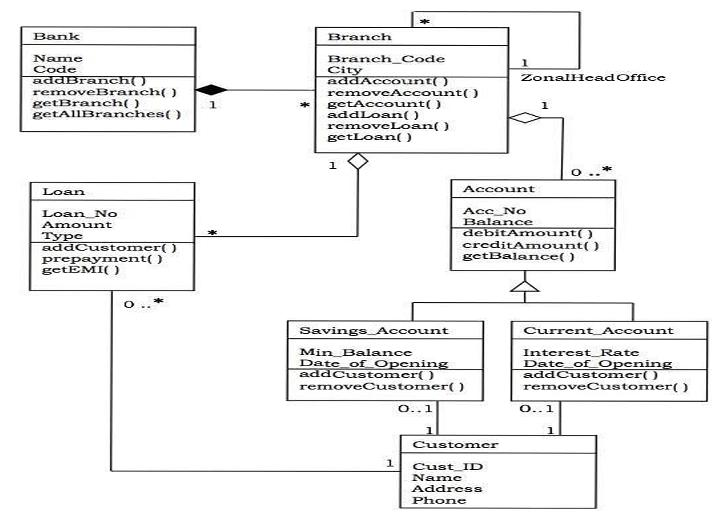 Bank
Name
Code
addBranch()
removeBranch()
getBranch()
getAllBranches()
1
*
Branch
Branch_Code
City
addAccount()
removeAccount()
getAccount()
addLoan()
removeLoan()
getLoan()
*
1
ZonalHeadOffice
1
0..*
1
*
Loan
Loan_No
Amount
Type
addCustomer()
prepayment()
getEMI()
0..*
Account
Acc_No
Balance
debitAmount()
creditAmount()
getBalance()
Savings_Account
Min_Balance
Date_of_Opening
addCustomer()
removeCustomer()
0..1
1
Current_Account
Interest_Rate
Date_of_Opening
addCustomer()
removeCustomer()
0..1
1
1
Customer
Cust_ID
Name
Address
Phone